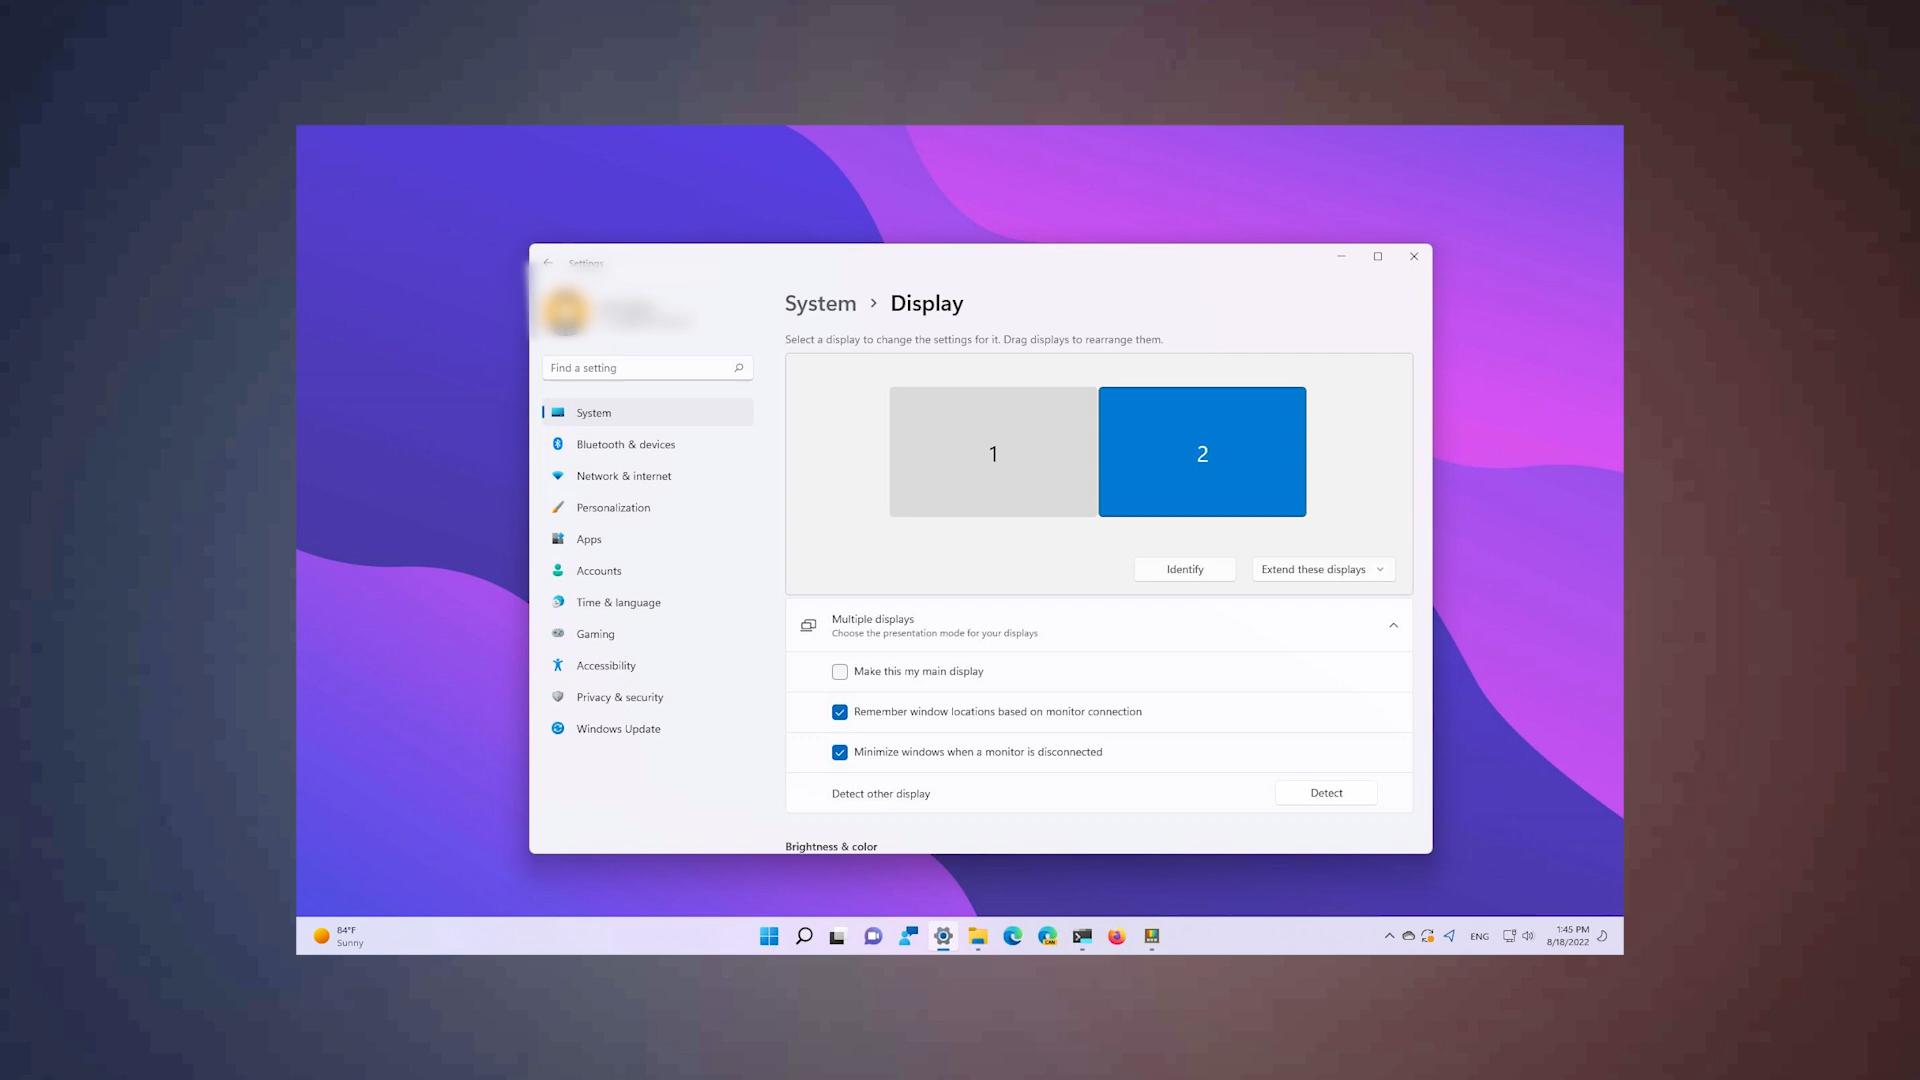 Settings
System > Display
Select a display to change the settings for it. Drag displays to rearrange them.
Find a setting
System
Bluetooth & devices
Network & internet
Personalization
Apps
Accounts
Time & language
Gaming
Accessibility
Privacy & security
Windows Update
1
2
Identify
Extend these displays
Multiple displays
Choose the presentation mode for your displays
Make this my main display
Remember window locations based on monitor connection
Minimize windows when a monitor is disconnected
Detect other display
Detect
Brightness & color
84°F
Sunny
CAN
ENG
1:45 PM
8/18/2022